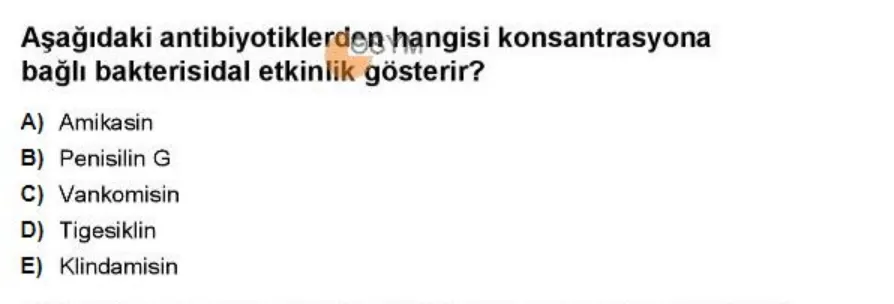 Aşağıdaki antibiyotiklerden hangisi konsantrasyona
bağlı bakterisidal etkinlik gösterir?
A) Amikasin
B) Penisilin G
C) Vankomisin
D) Tigesiklin
E) Klindamisin